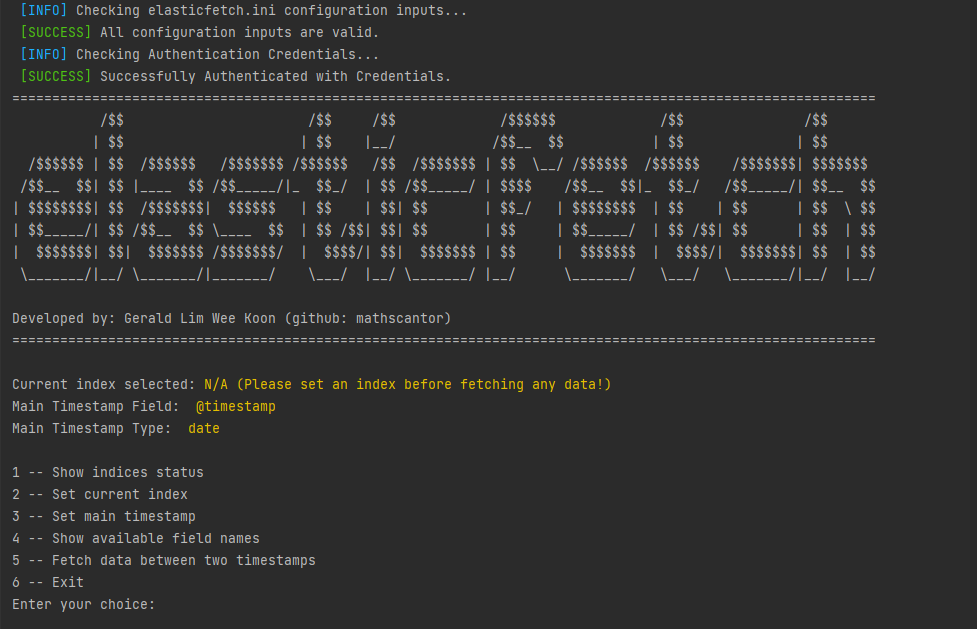 [INFO] Checking elasticfetch.ini configuration inputs...
[SUCCESS] All configuration inputs are valid.
[INFO] Checking Authentication Credentials...
[SUCCESS] Successfully Authenticated with Credentials.
============================================================================================================
           /$$                       /$$     /$$             /$$$$$$              /$$               /$$
          | $$                      | $$    |__/            /$$__  $$            | $$              | $$
  /$$$$$$ | $$  /$$$$$$   /$$$$$$$ /$$$$$$   /$$  /$$$$$$$ | $$  \__/ /$$$$$$  /$$$$$$    /$$$$$$$| $$$$$$$
 /$$__  $$| $$ |____  $$ /$$_____/|_  $$_/  | $$ /$$_____/ | $$$$    /$$__  $$|_  $$_/   /$$_____/| $$__  $$
| $$$$$$$$| $$  /$$$$$$$|  $$$$$$   | $$    | $$| $$       | $$_/   | $$$$$$$$  | $$    | $$      | $$  \ $$
| $$_____/| $$ /$$__  $$ \____  $$  | $$ /$$| $$| $$       | $$     | $$_____/  | $$ /$$| $$      | $$  | $$
|  $$$$$$$| $$|  $$$$$$$ /$$$$$$$/  |  $$$$/| $$|  $$$$$$$ | $$     |  $$$$$$$  |  $$$$/|  $$$$$$$| $$  | $$
 \_______/|__/ \_______/|_______/    \___/  |__/ \_______/ |__/      \_______/   \___/   \_______/|__/  |__/
Developed by: Gerald Lim Wee Koon (github: mathscantor)
============================================================================================================
Current index selected: N/A (Please set an index before fetching any data!)
Main Timestamp Field:  @timestamp
Main Timestamp Type:  date
1 -- Show indices status
2 -- Set current index
3 -- Set main timestamp
4 -- Show available field names
5 -- Fetch data between two timestamps
6 -- Exit
Enter your choice: